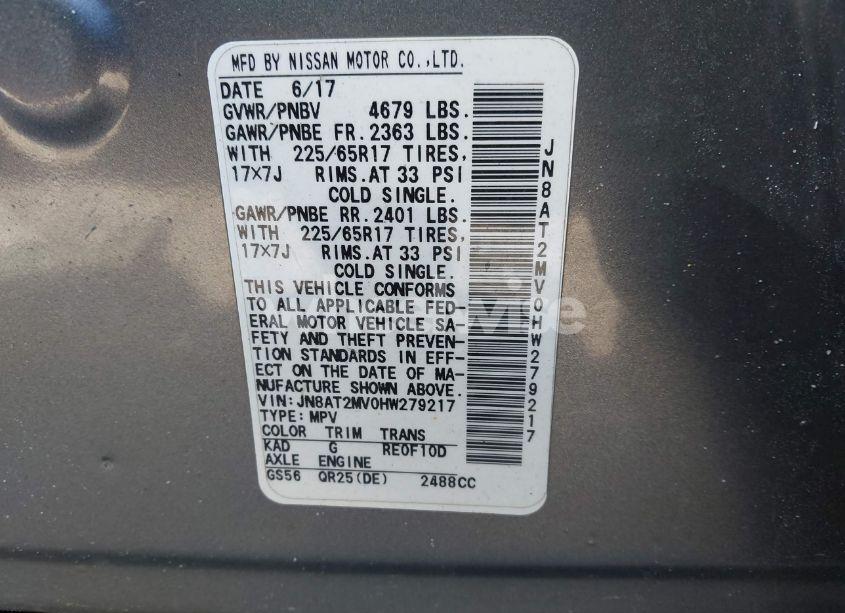 MFD BY NISSAN MOTOR CO.,LTD.
DATE 6/17
GVWR/PNBV 4679 LBS.
GAWR/PNBE FR. 2363 LBS.
WITH 225/65R17 TIRES,
17×7J RIMS. AT 33 PSI
COLD SINGLE.
GAWR/PNBE RR. 2401 LBS.
WITH 225/65R17 TIRES,
17×7J RIMS. AT 33 PSI
COLD SINGLE.
THIS VEHICLE CONFORMS
TO ALL APPLICABLE FED-
ERAL MOTOR VEHICLE SA-
FETY AND THEFT PREVEN-
TION STANDARDS IN EFF-
ECT ON THE DATE OF MA-
NUFACTURE SHOWN ABOVE.
VIN: JN8AT2MV0HW279217
TYPE: MPV
COLOR TRIM TRANS
KAD G RE0F10D
AXLE ENGINE
GS56 QR25(DE) 2488CC
JN8AT2MV0HW279217